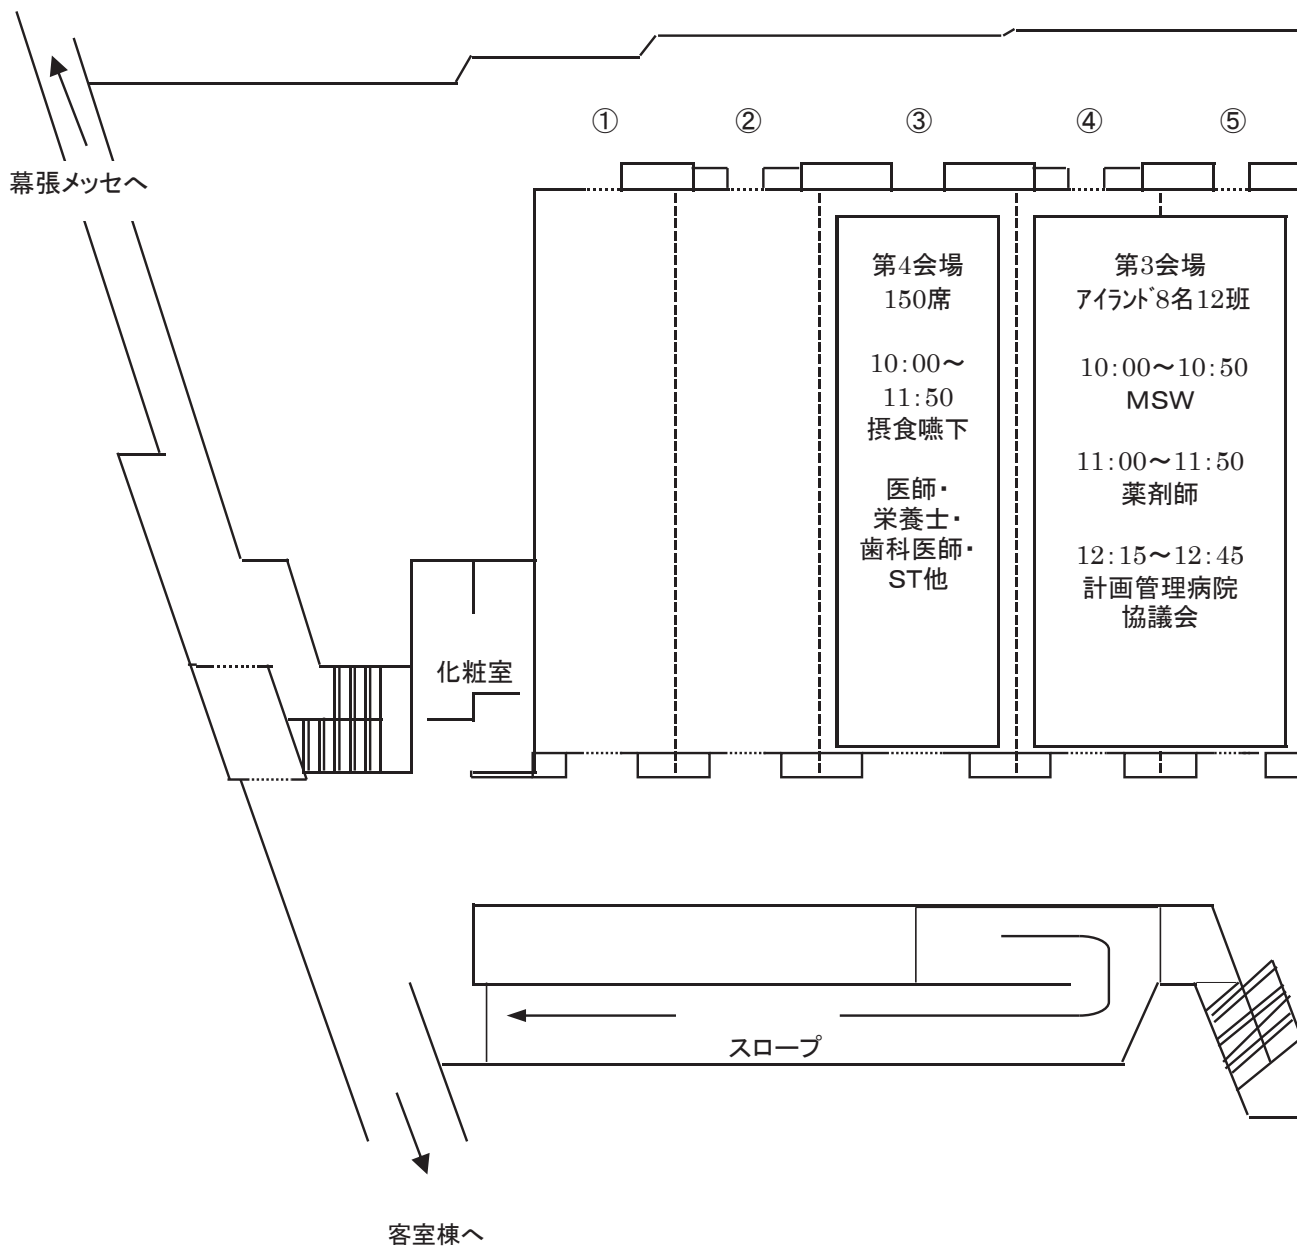 ① ② ③ ④ ⑤
幕張メッセへ
第4会場
150席
10:00～
11:50
摂食嚥下
医師・
栄養士・
歯科医師・
ST他
第3会場
アイランド8名12班
10:00～10:50
MSW
11:00～11:50
薬剤師
12:15～12:45
計画管理病院
協議会
化粧室
スロープ
客室棟へ